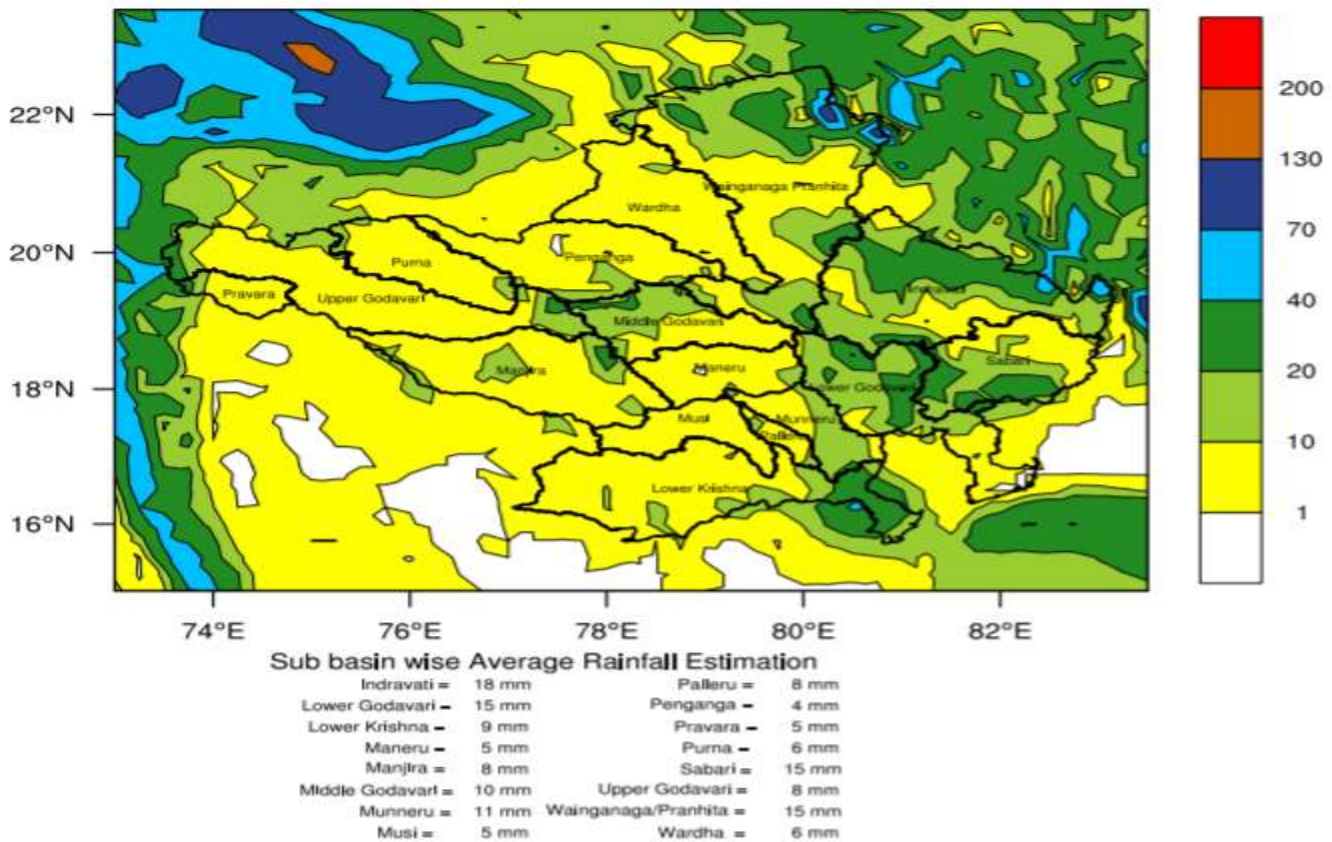 22°N
20°N
18°N
16°N
74°E 76°E 78°E 80°E 82°E
200
130
70
40
20
10
1
Wainganaga Pranhita
Wardha
Purna
Penganga
Pravara
Upper Godavari
Indravati
Middle Godavari
Manjira
Maneru
Sabari
Lower Godavari
Musi
Munneru
Palleru
Lower Krishna
Sub basin wise Average Rainfall Estimation
Indravati = 18 mm Palleru = 8 mm
Lower Godavari = 15 mm Penganga = 4 mm
Lower Krishna = 9 mm Pravara = 5 mm
Maneru = 5 mm Purna = 6 mm
Manjira = 8 mm Sabari = 15 mm
Middle Godavari = 10 mm Upper Godavari = 8 mm
Munneru = 11 mm Wainganaga/Pranhita = 15 mm
Musi = 5 mm Wardha = 6 mm